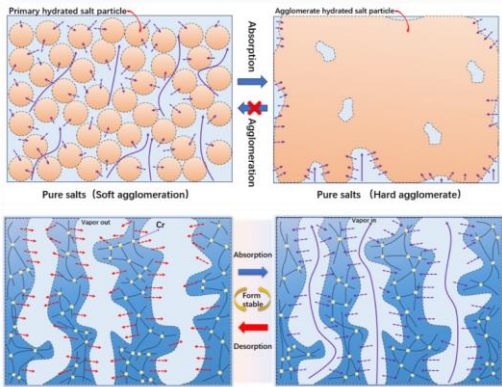 Primary hydrated salt particle
Agglomerate hydrated salt particle
Absorption
Agglomeration
Pure salts (Soft agglomeration)
Pure salts (Hard agglomerate)
Vapor out
Cr
Vapor in
Absorption
Form
stable
Desorption